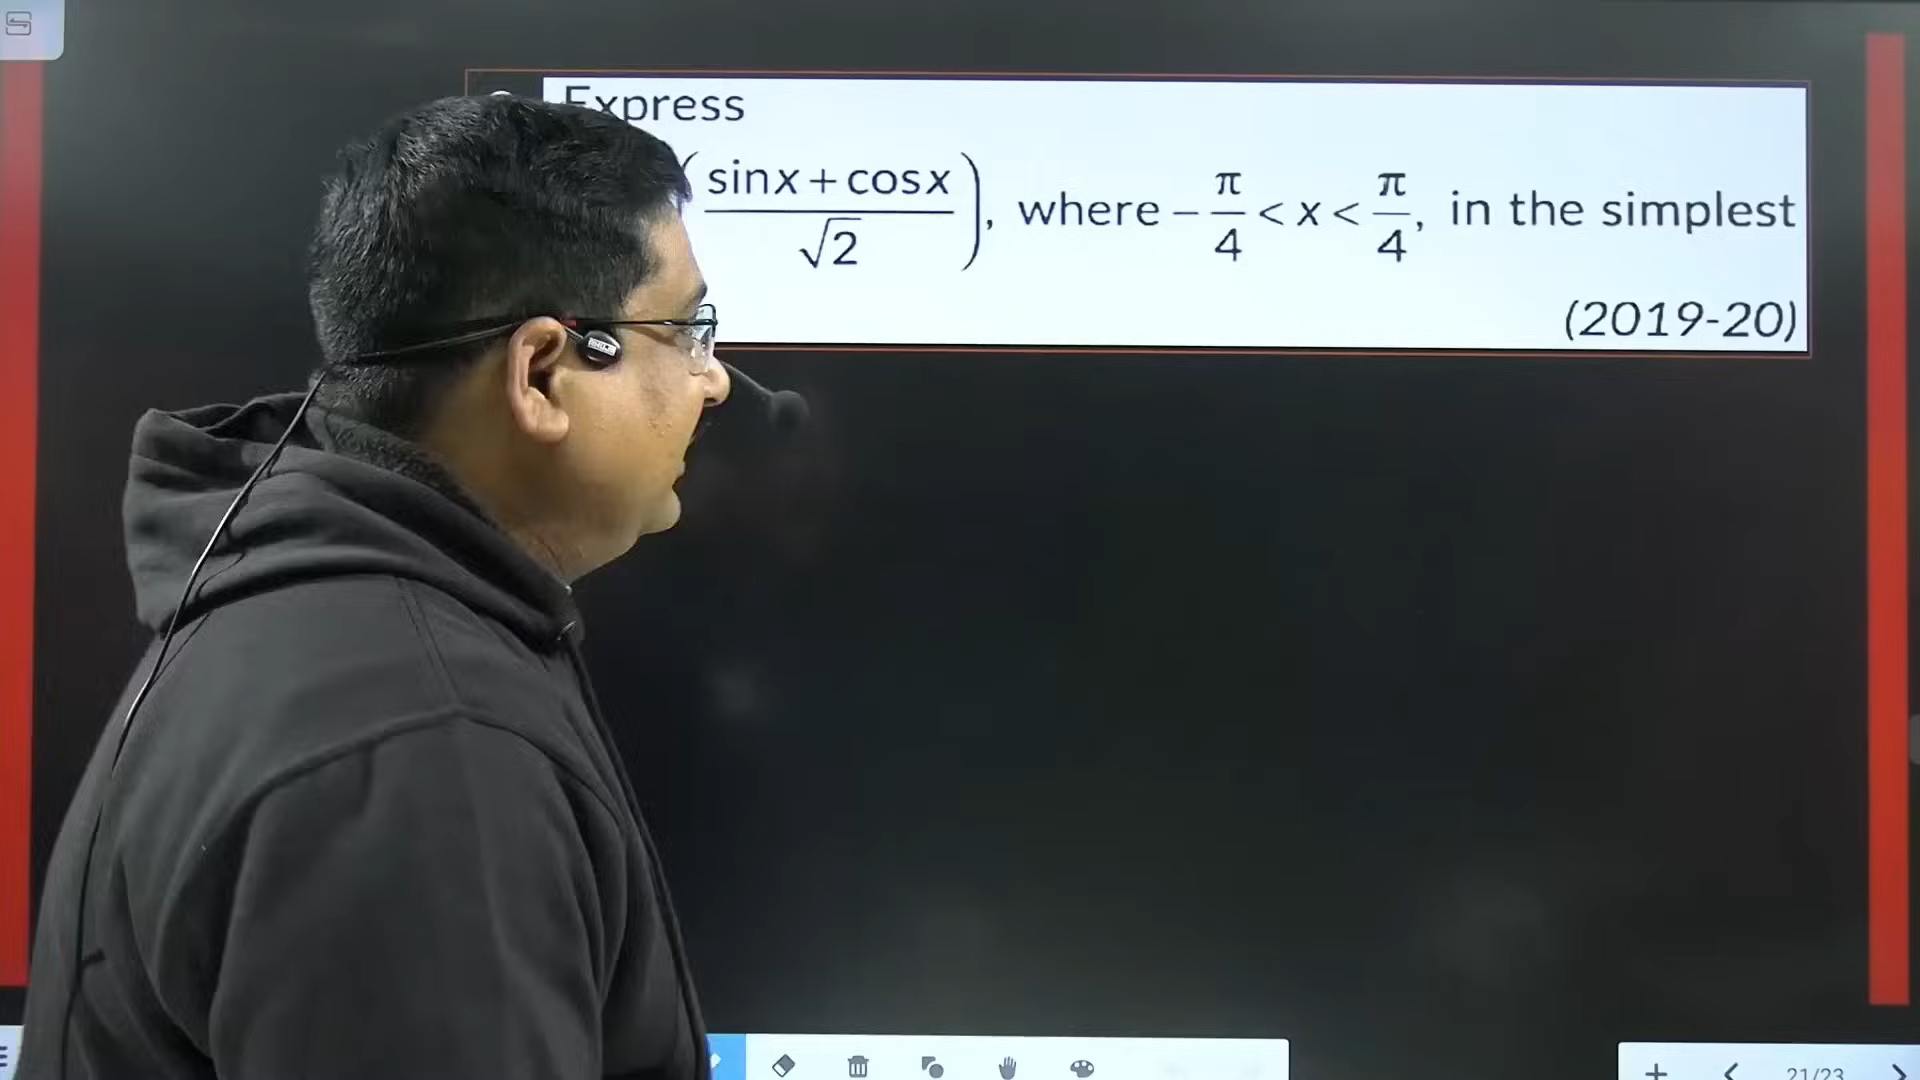 Express
(sinx+cosx/√2), where -π/4 < x < π/4, in the simplest
(2019-20)
21/23